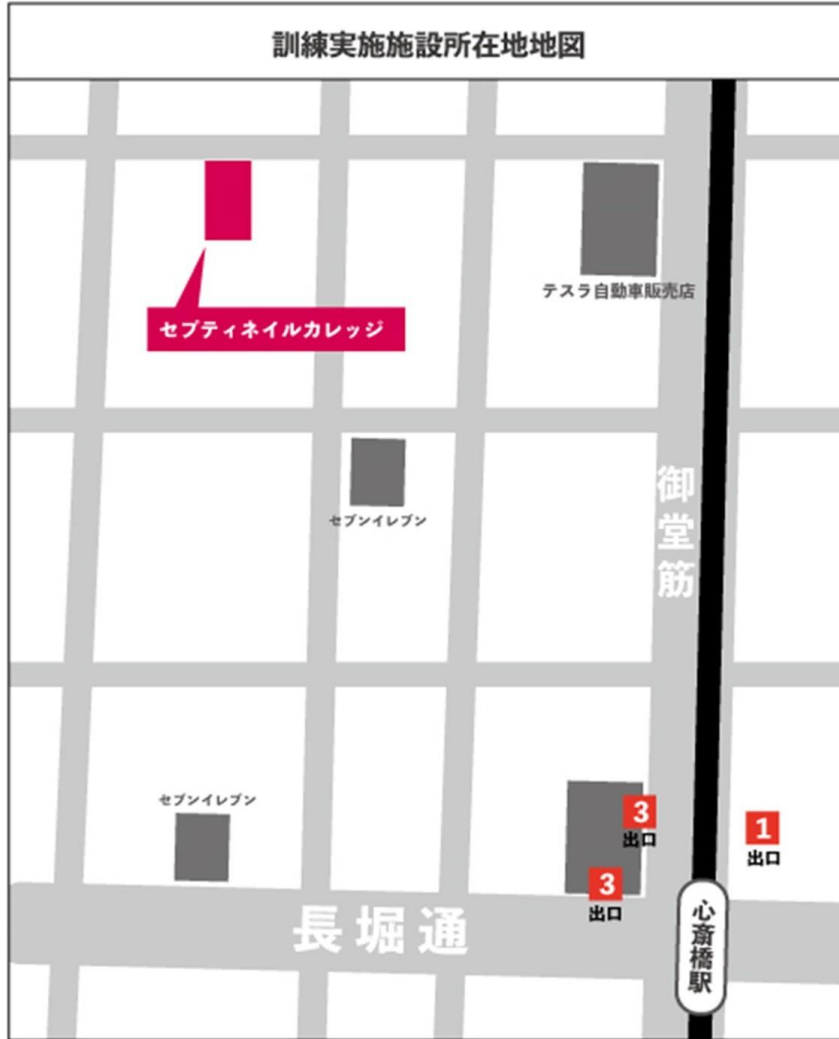 訓練実施施設所在地地図
テスラ自動車販売店
セプティネイルカレッジ
御堂筋
セブンイレブン
セブンイレブン
3
出口
1
出口
3
出口
長堀通
心斎橋駅